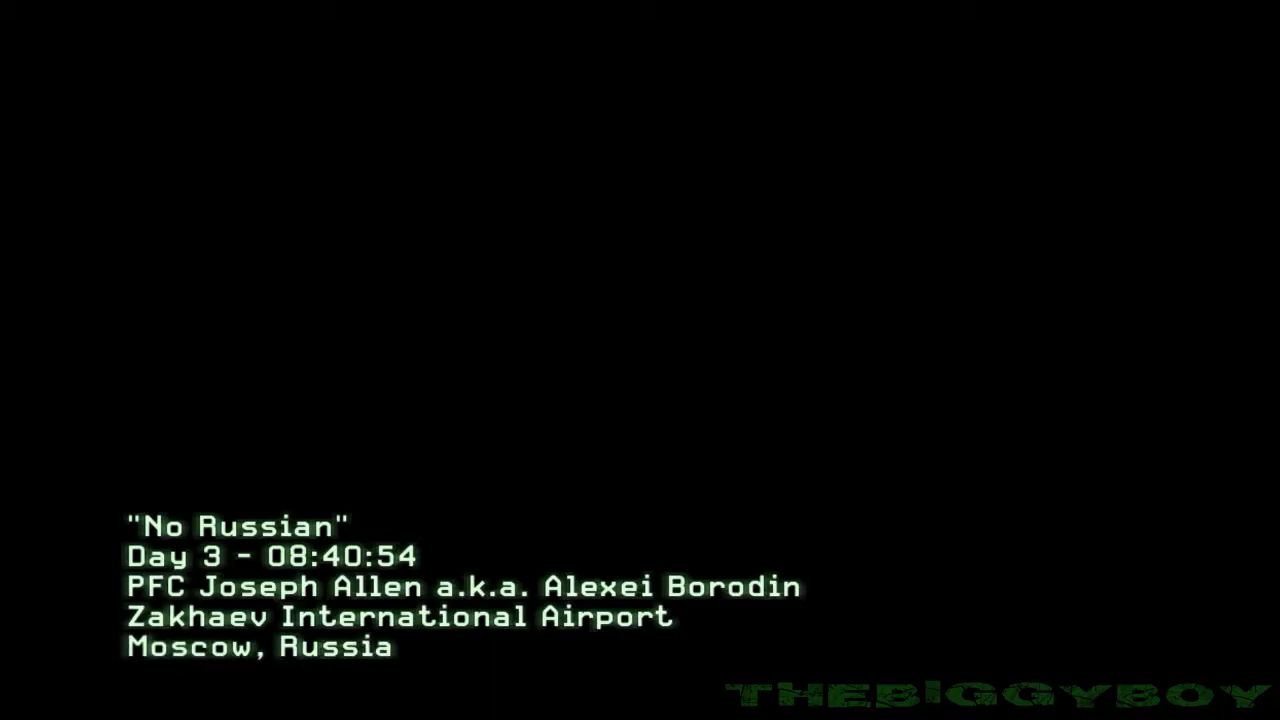 "No Russian"
Day 3 - 08:40:54
PFC Joseph Allen a.k.a. Alexei Borodin
Zakhaev International Airport
Moscow, Russia
THEBIGGYBOY